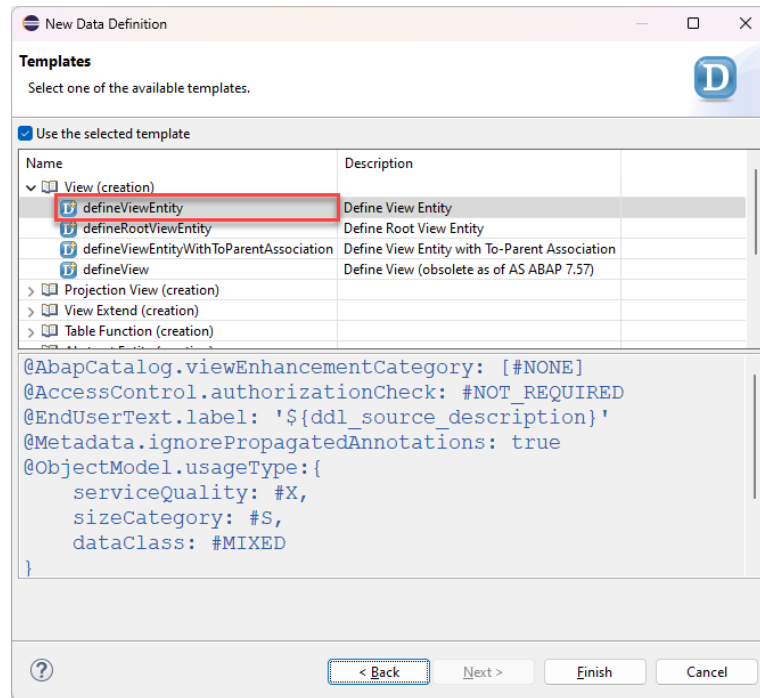 New Data Definition
Templates
Select one of the available templates.
D
Use the selected template
Name Description
View (creation)
defineViewEntity Define View Entity
defineRootViewEntity Define Root View Entity
defineViewEntityWithToParentAssociation Define View Entity with To-Parent Association
defineView Define View (obsolete as of AS ABAP 7.57)
Projection View (creation)
View Extend (creation)
Table Function (creation)
@AbapCatalog.viewEnhancementCategory: [#NONE]
@AccessControl.authorizationCheck: #NOT_REQUIRED
@EndUserText.label: '${ddl_source_description}'
@Metadata.ignorePropagatedAnnotations: true
@ObjectModel.usageType:{
    serviceQuality: #X,
    sizeCategory: #S,
    dataClass: #MIXED
}
? < Back Next > Finish Cancel